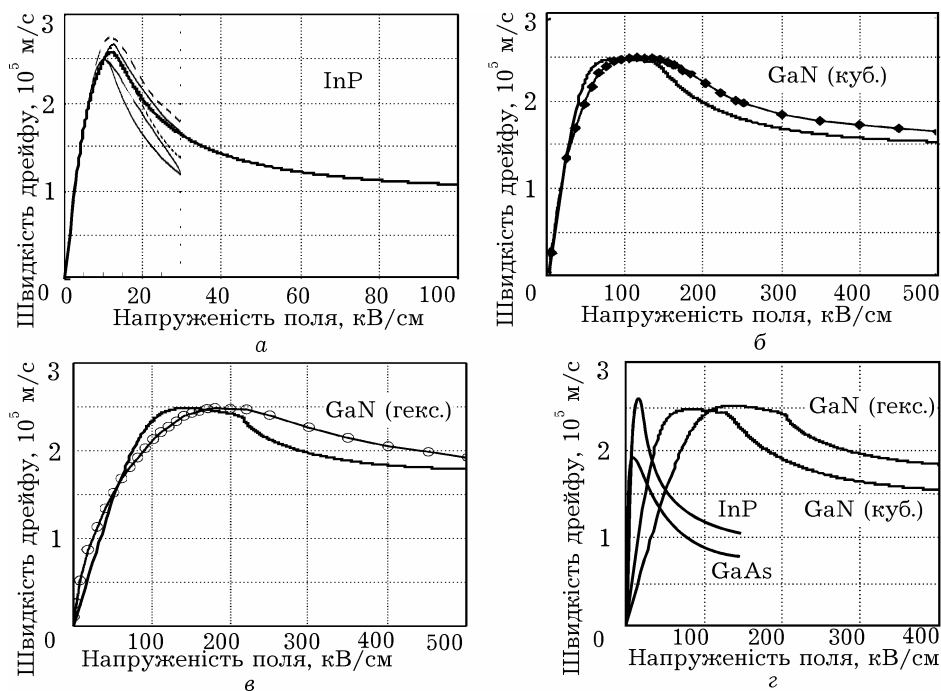 Швидкість дрейфу, 10⁵ м/с
3
2
1
0
InP
0 20 40 60 80 100
Напруженість поля, кВ/см
а
Швидкість дрейфу, 10⁵ м/с
3
2
1
0
GaN (куб.)
100 200 300 400 500
Напруженість поля, кВ/см
б
Швидкість дрейфу, 10⁵ м/с
3
2
1
0
GaN (гекс.)
100 200 300 400 500
Напруженість поля, кВ/см
в
Швидкість дрейфу, 10⁵ м/с
3
2
1
0
GaN (гекс.)
InP
GaN (куб.)
GaAs
100 200 300 400
Напруженість поля, кВ/см
г